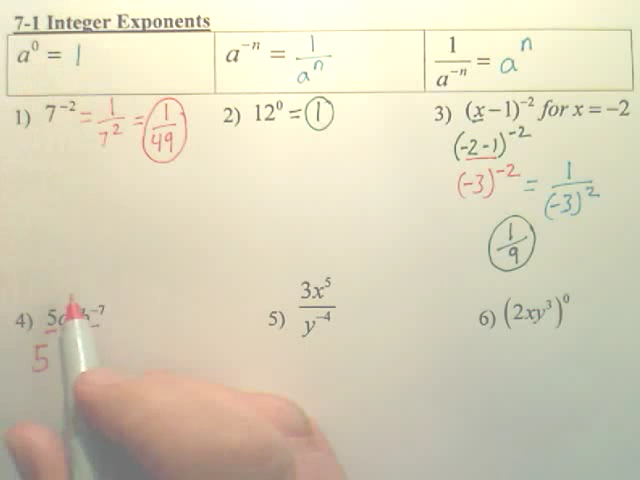 7-1 Integer Exponents
a⁰ = 1
a⁻ⁿ = 1/aⁿ
1/a⁻ⁿ = aⁿ
1) 7⁻² = 1/7² = 1/49
2) 12⁰ = 1
3) (x − 1)⁻² for x = −2
(-2-1)⁻²
(-3)⁻² = 1/(-3)²
1/9
4) 5 ⁻⁷
5
5) 3x⁵/y⁻⁴
6) (2xy³)⁰